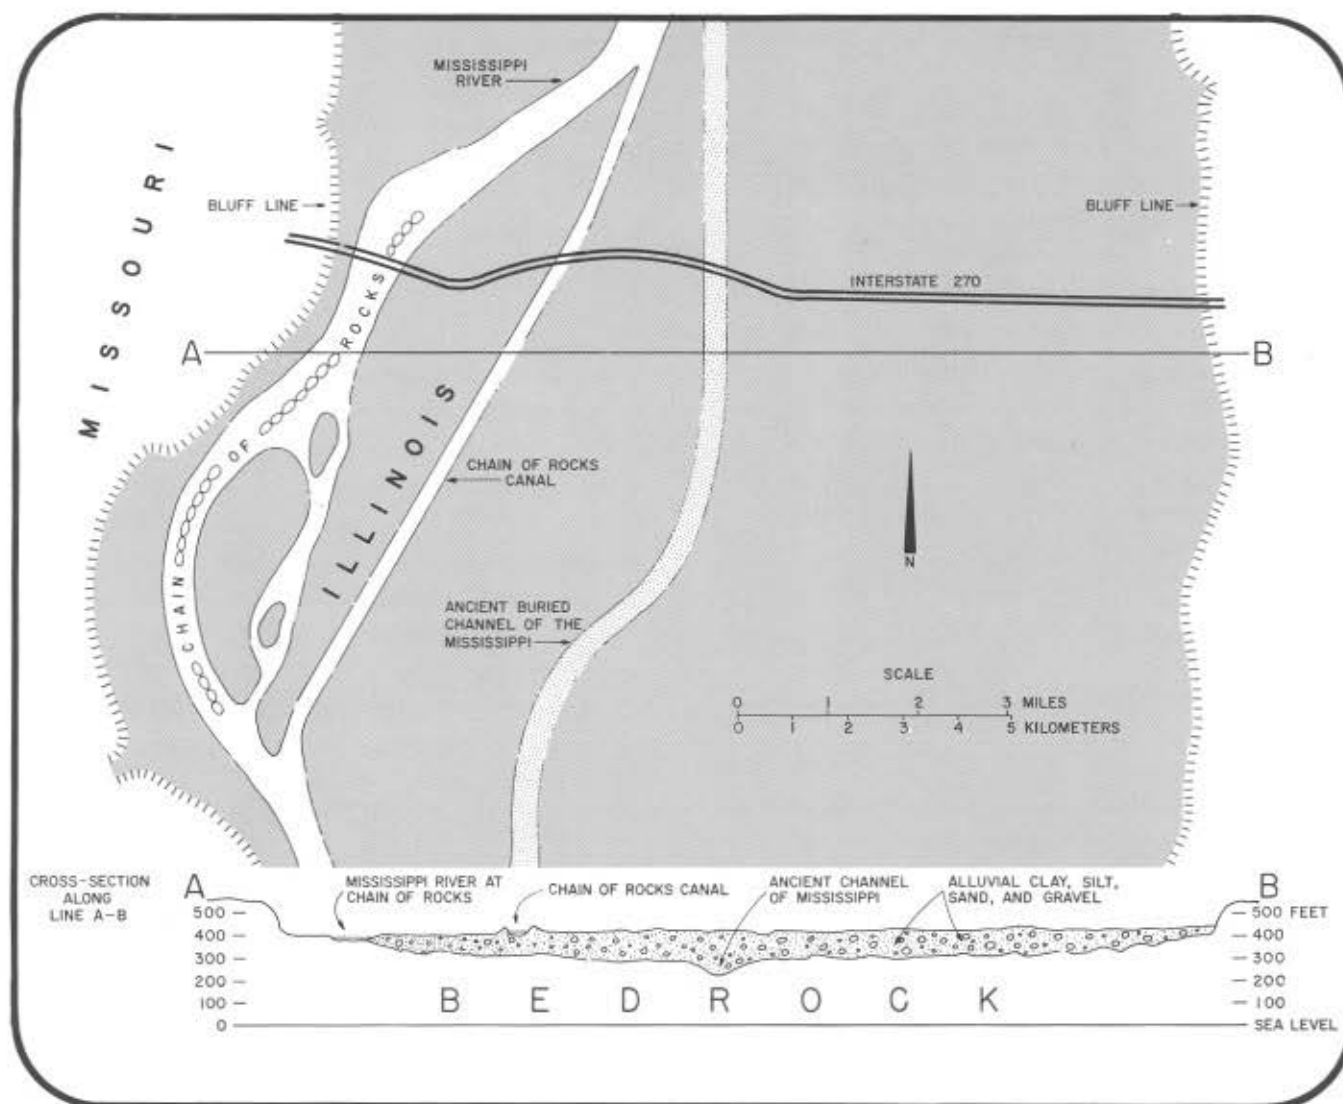 MISSISSIPPI
RIVER
MISSOURI
BLUFF LINE
BLUFF LINE
INTERSTATE 270
CHAIN OF ROCKS
A
B
ILLINOIS
CHAIN OF ROCKS
CANAL
N
ANCIENT BURIED
CHANNEL OF THE
MISSISSIPPI
SCALE
0 1 2 3 MILES
0 1 2 3 4 5 KILOMETERS
CROSS-SECTION
ALONG
LINE A-B
A
MISSISSIPPI RIVER AT
CHAIN OF ROCKS
CHAIN OF ROCKS CANAL
ANCIENT CHANNEL
OF MISSISSIPPI
ALLUVIAL CLAY, SILT,
SAND, AND GRAVEL
B
500
400
300
200
100
0
BEDROCK
500 FEET
400
300
200
100
SEA LEVEL